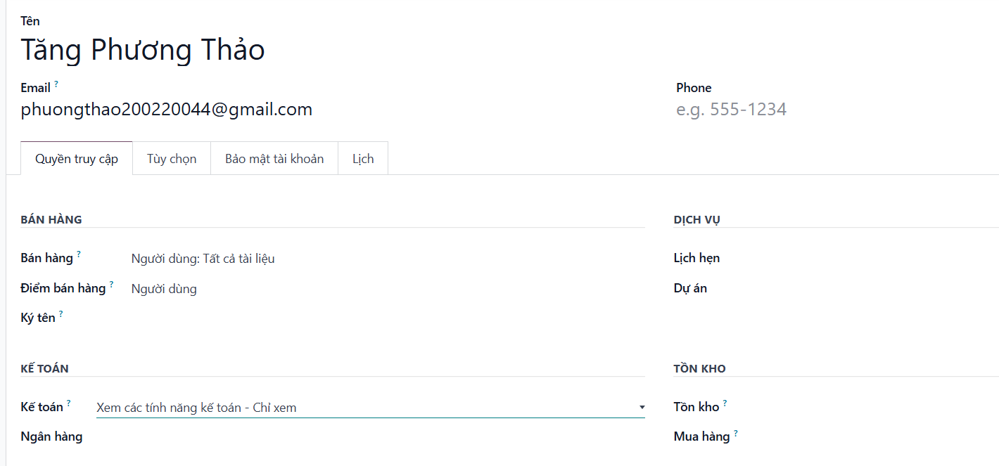 Tên
Tăng Phương Thảo
Email ?
Phone
phuongthao200220044@gmail.com
e.g. 555-1234
Quyền truy cập
Tùy chọn
Bảo mật tài khoản
Lịch
BÁN HÀNG
DỊCH VỤ
Bán hàng ?
Người dùng: Tất cả tài liệu
Lịch hẹn
Điểm bán hàng ?
Người dùng
Dự án
Ký tên ?
KẾ TOÁN
TỒN KHO
Kế toán ?
Xem các tính năng kế toán - Chỉ xem
Tồn kho ?
Ngân hàng
Mua hàng ?